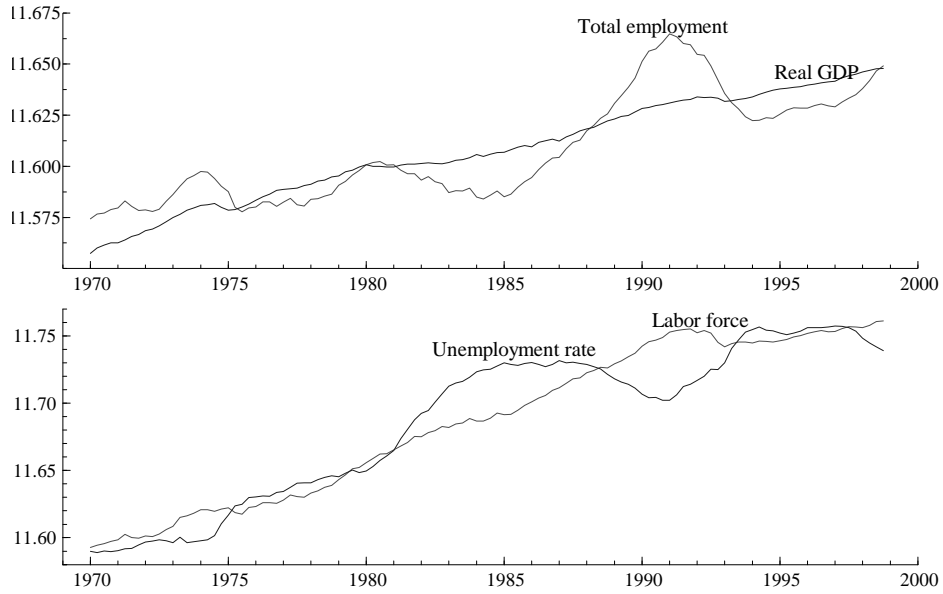 11.675
Total employment
11.650
Real GDP
11.625
11.600
11.575
1970 1975 1980 1985 1990 1995 2000
11.75
Labor force
Unemployment rate
11.70
11.65
11.60
1970 1975 1980 1985 1990 1995 2000